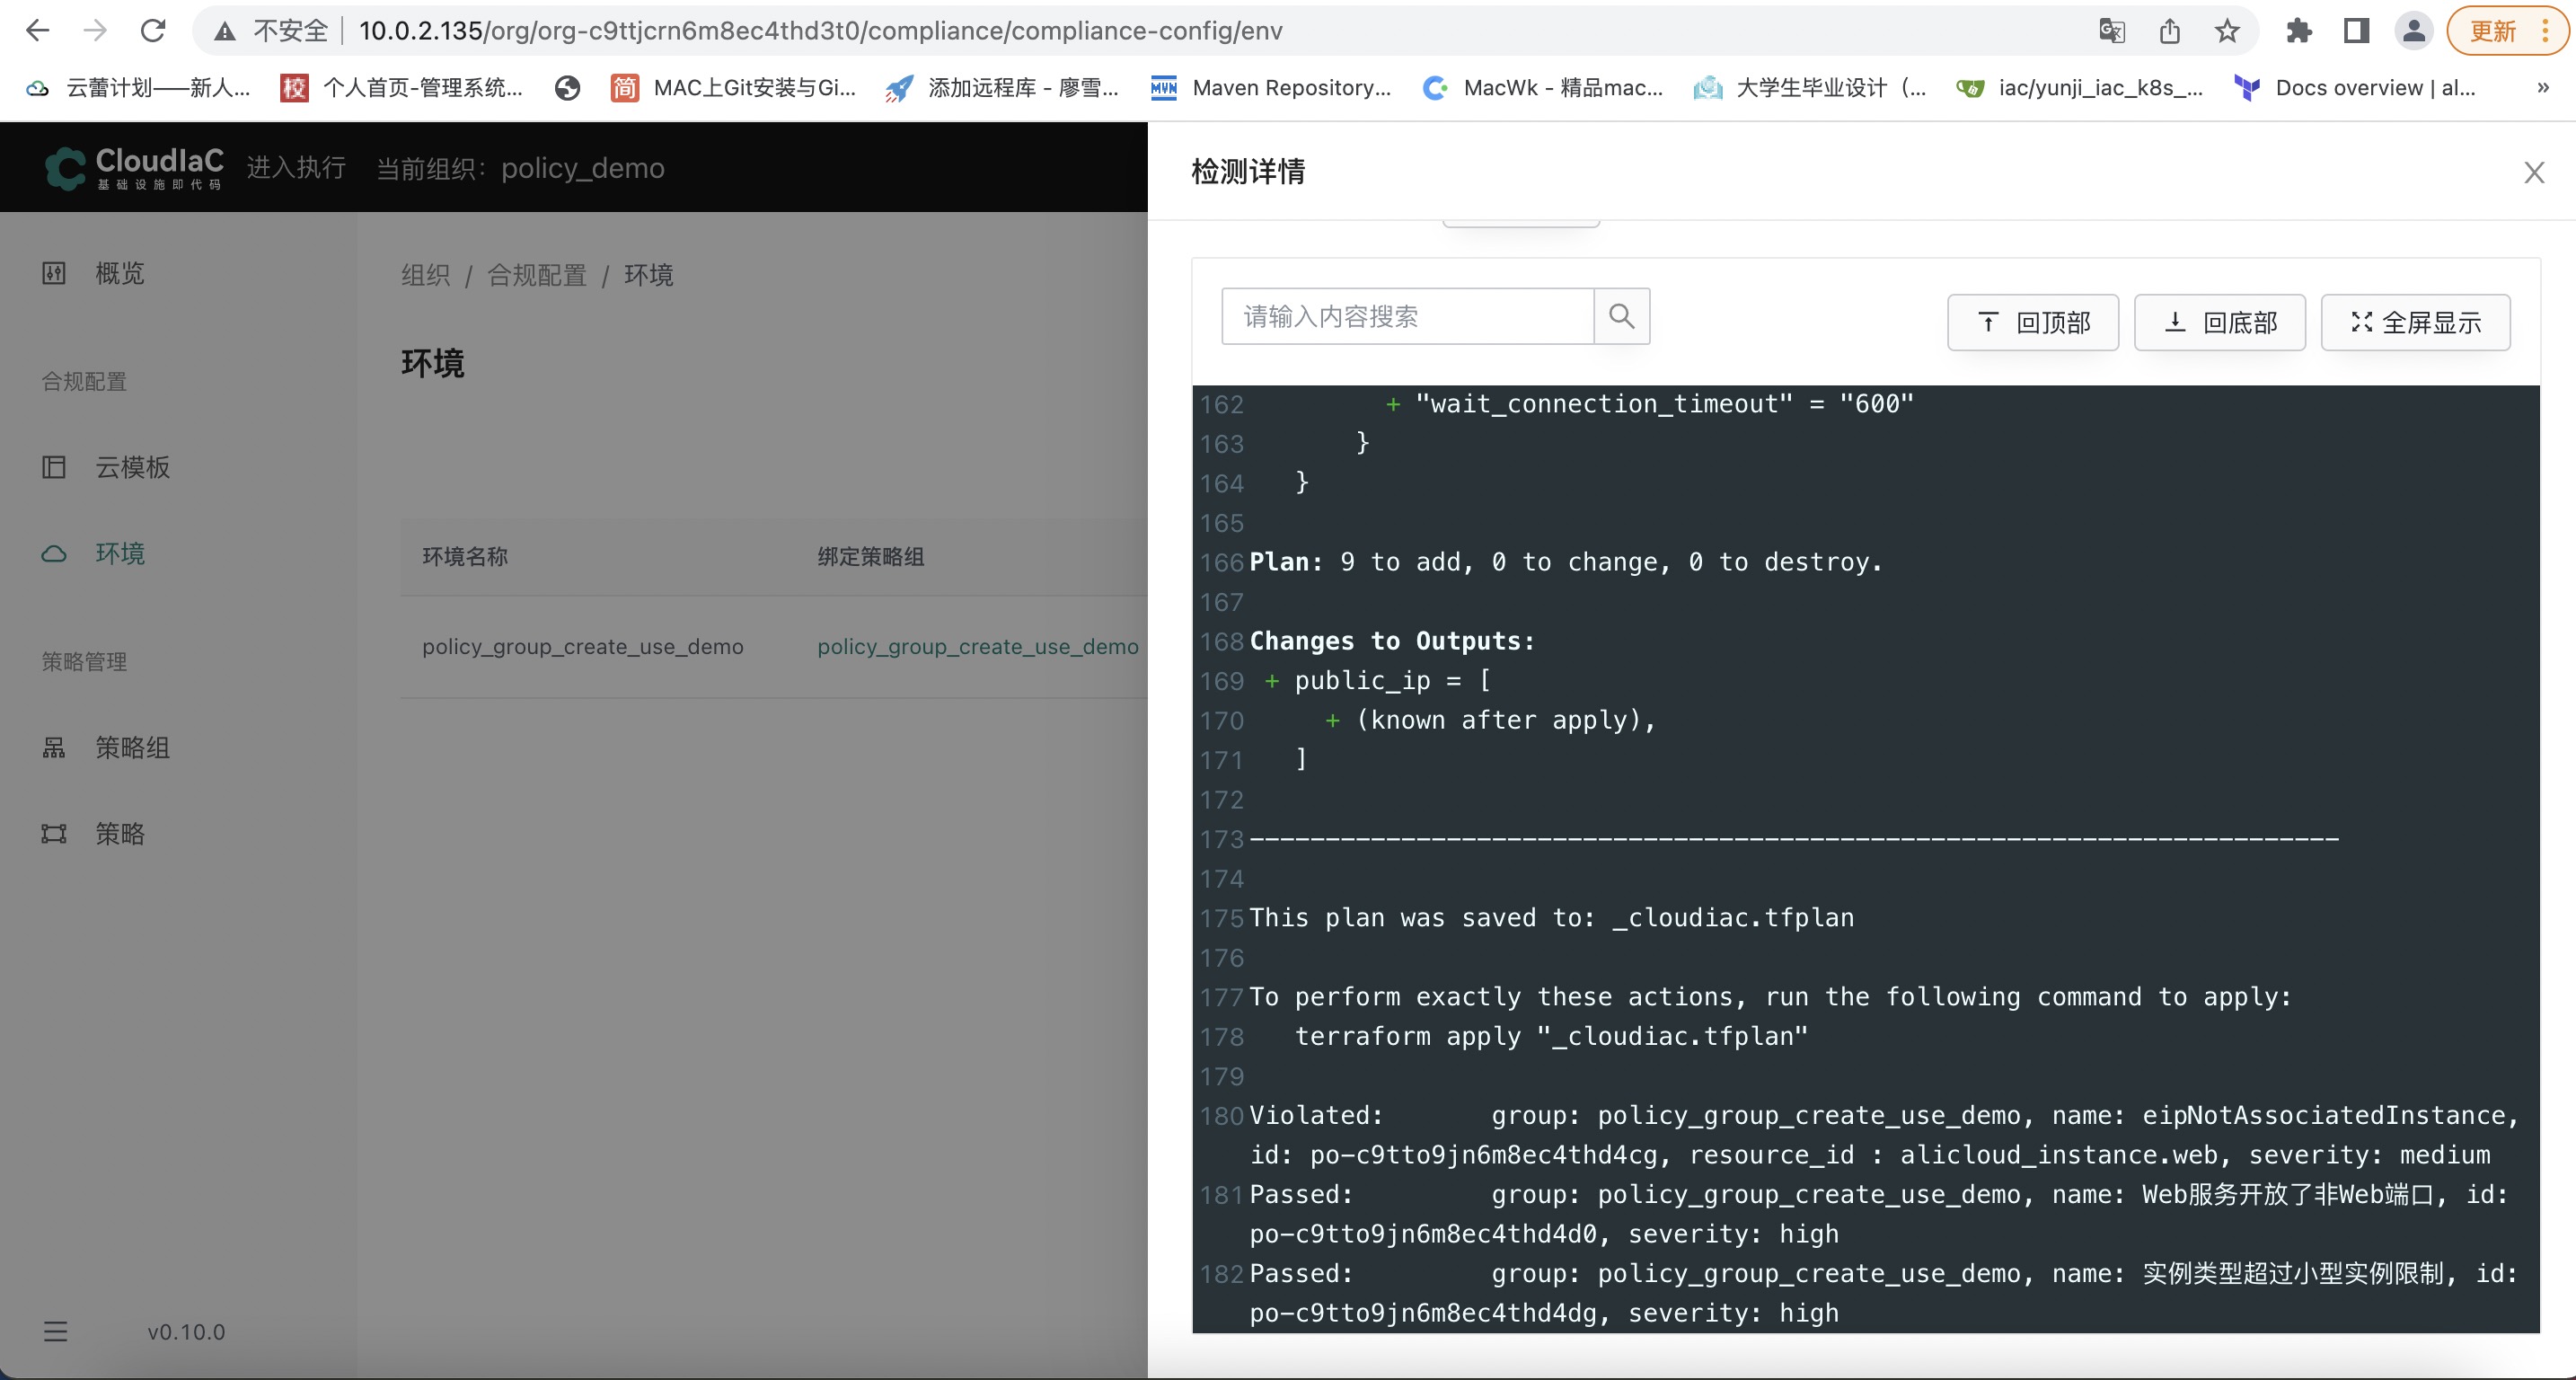 不安全 10.0.2.135/org/org-c9ttjcrn6m8ec4thd3t0/compliance/compliance-config/env
更新
云蕾计划——新人...
校 个人首页-管理系统...
简 MAC上Git安装与Gi...
添加远程库 - 廖雪...
MVN Maven Repository...
MacWk - 精品mac...
大学生毕业设计（...
iac/yunji_iac_k8s_...
Docs overview | al...
»
CloudIaC
基础设施即代码
进入执行
当前组织： policy_demo
概览
合规配置
云模板
环境
策略管理
策略组
策略
v0.10.0
组织 / 合规配置 / 环境
环境
环境名称 绑定策略组
policy_group_create_use_demo policy_group_create_use_demo
检测详情
请输入内容搜索
回顶部 回底部 全屏显示
162 + "wait_connection_timeout" = "600"
163 }
164 }
165
166 Plan: 9 to add, 0 to change, 0 to destroy.
167
168 Changes to Outputs:
169 + public_ip = [
170 + (known after apply),
171 ]
172
173 ------------------------------------------------------------------------
174
175 This plan was saved to: _cloudiac.tfplan
176
177 To perform exactly these actions, run the following command to apply:
178 terraform apply "_cloudiac.tfplan"
179
180 Violated: group: policy_group_create_use_demo, name: eipNotAssociatedInstance,
id: po-c9tto9jn6m8ec4thd4cg, resource_id : alicloud_instance.web, severity: medium
181 Passed: group: policy_group_create_use_demo, name: Web服务开放了非Web端口, id:
po-c9tto9jn6m8ec4thd4d0, severity: high
182 Passed: group: policy_group_create_use_demo, name: 实例类型超过小型实例限制, id:
po-c9tto9jn6m8ec4thd4dg, severity: high